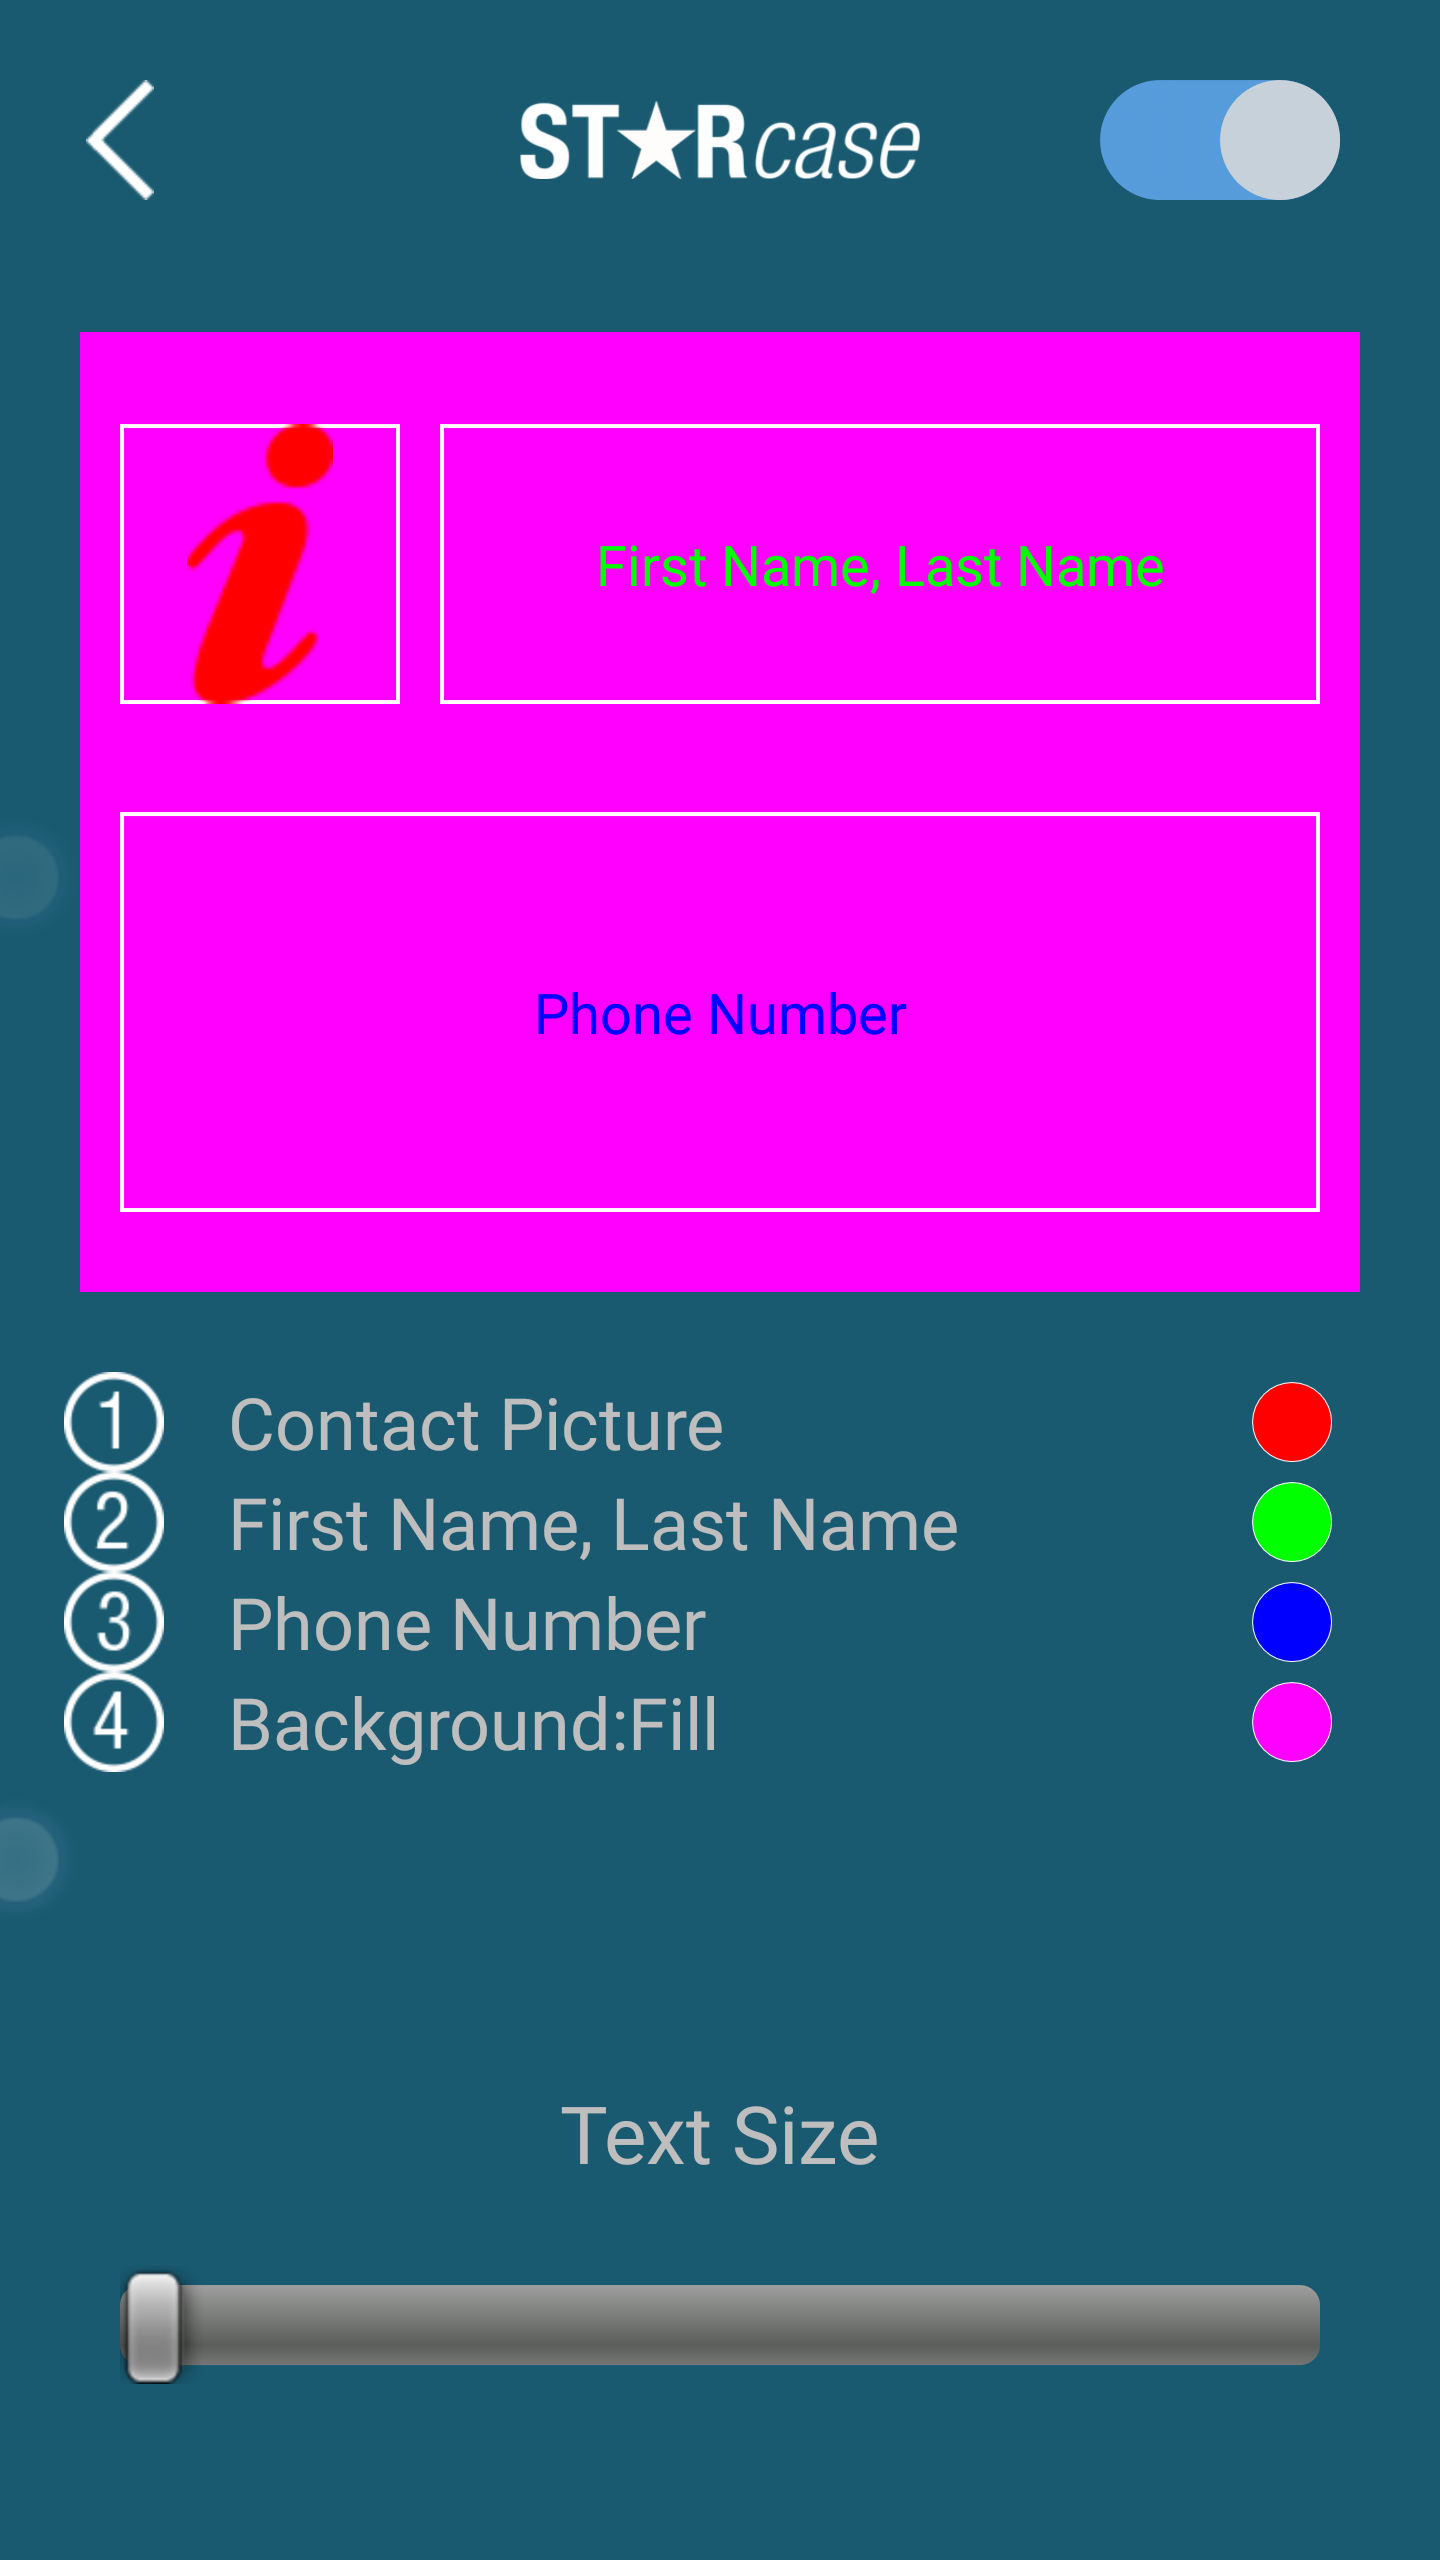 ST★Rcase
i
First Name, Last Name
Phone Number
1 Contact Picture
2 First Name, Last Name
3 Phone Number
4 Background:Fill
Text Size